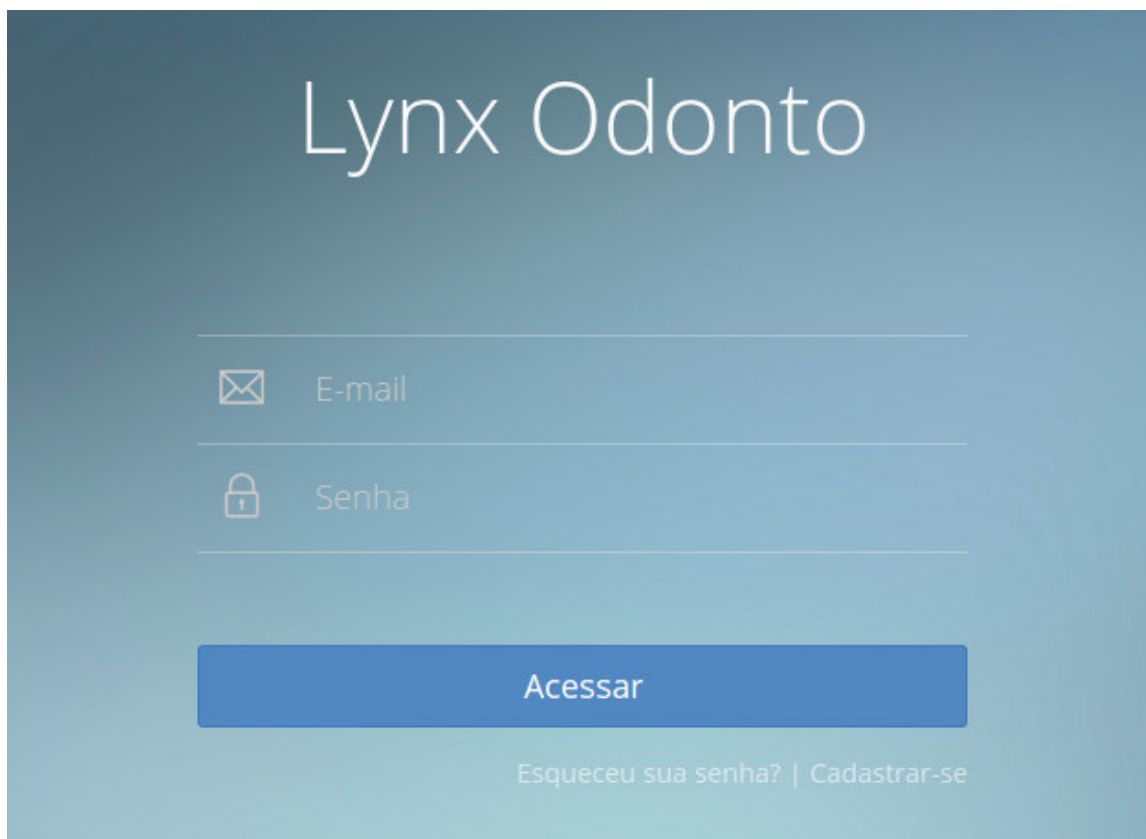 Lynx Odonto
E-mail
Senha
Acessar
Esqueceu sua senha? | Cadastrar-se